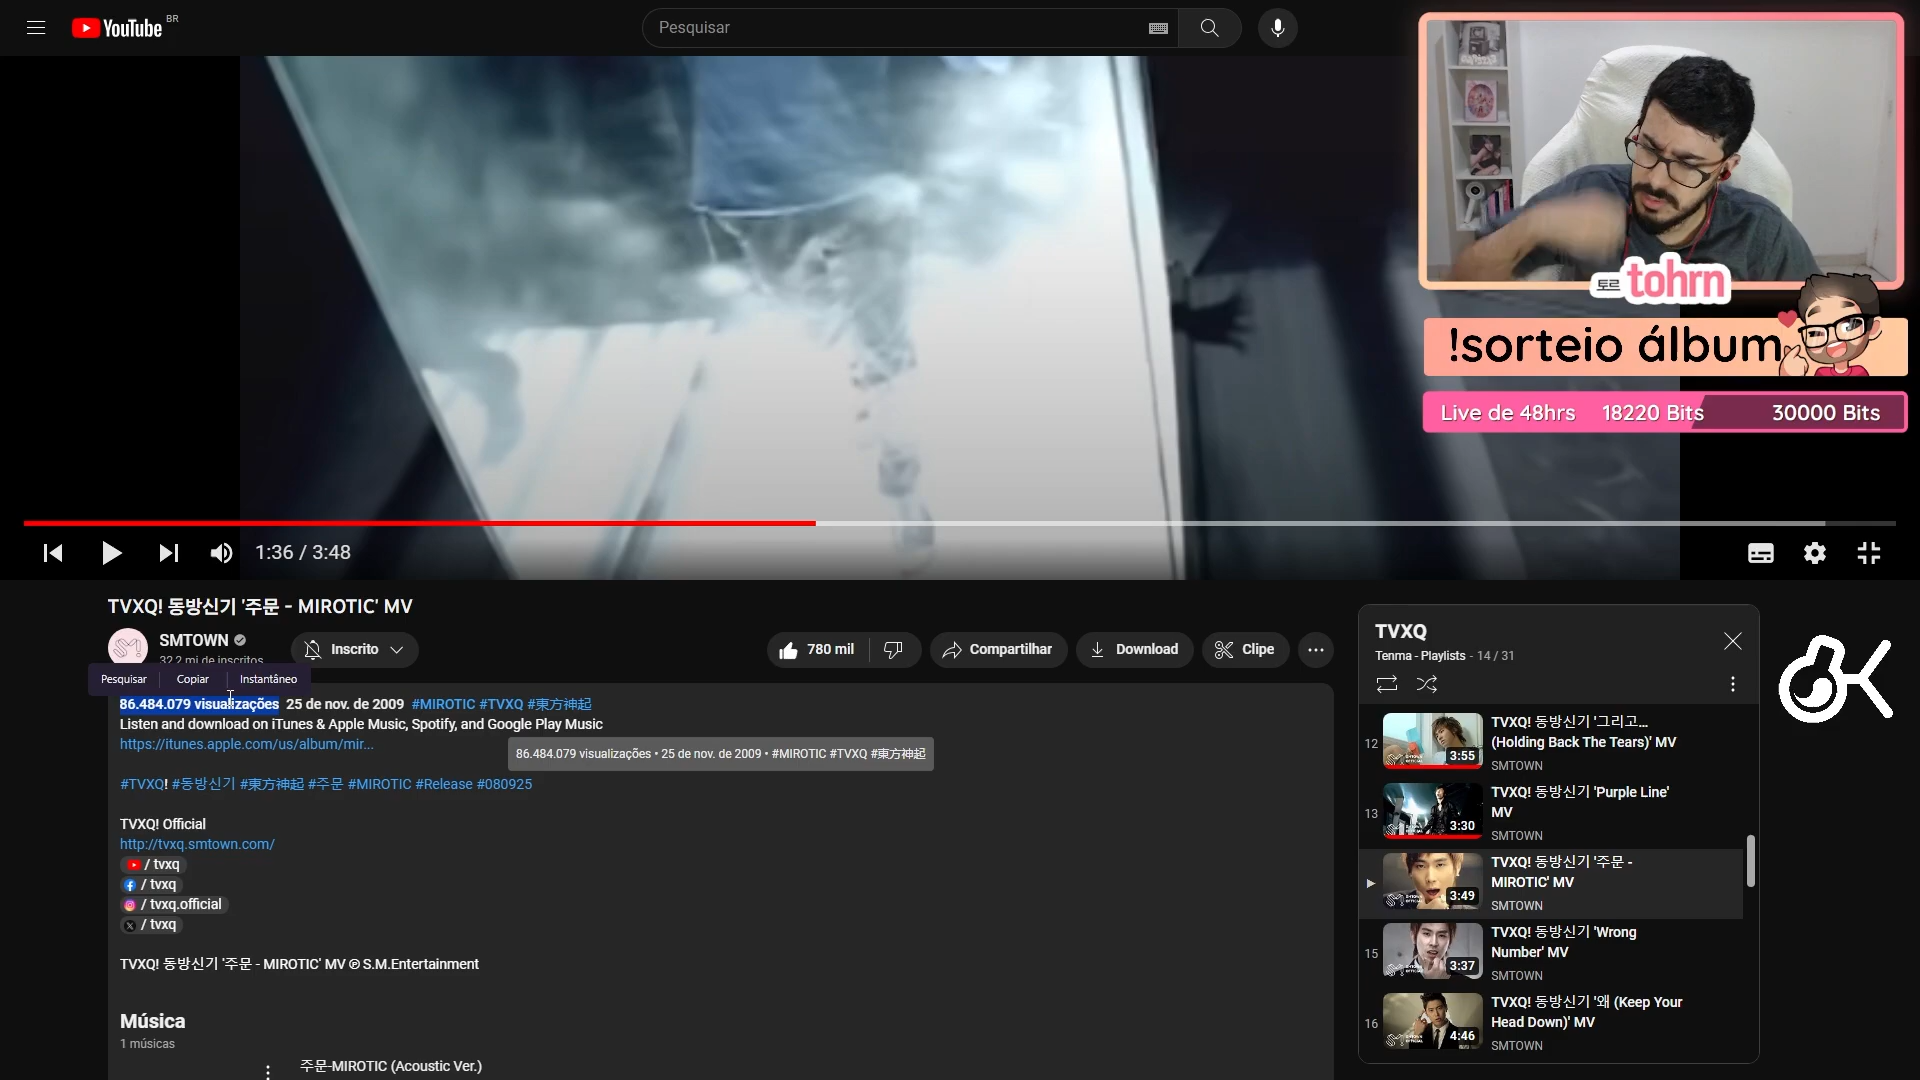 YouTube BR
Pesquisar
토르 tohrn
!sorteio álbum
Live de 48hrs 18220 Bits 30000 Bits
1:36 / 3:48
TVXQ! 동방신기 '주문 - MIROTIC' MV
SMTOWN
32,2 mi de inscritos
Inscrito
780 mil
Compartilhar
Download
Clipe
Pesquisar
Copiar
Instantâneo
86.484.079 visualizações 25 de nov. de 2009 #MIROTIC #TVXQ #東方神起
Listen and download on iTunes & Apple Music, Spotify, and Google Play Music
https://itunes.apple.com/us/album/mir...
86.484.079 visualizações • 25 de nov. de 2009 • #MIROTIC #TVXQ #東方神起
#TVXQ! #동방신기 #東方神起 #주문 #MIROTIC #Release #080925
TVXQ! Official
http://tvxq.smtown.com/
/ tvxq
/ tvxq
/ tvxq.official
/ tvxq
TVXQ! 동방신기 '주문 - MIROTIC' MV ℗ S.M.Entertainment
Música
1 músicas
주문-MIROTIC (Acoustic Ver.)
TVXQ
Tenma - Playlists - 14 / 31
12
3:55
TVXQ! 동방신기 '그리고...
(Holding Back The Tears)' MV
SMTOWN
13
3:30
TVXQ! 동방신기 'Purple Line'
MV
SMTOWN
3:49
TVXQ! 동방신기 '주문 -
MIROTIC' MV
SMTOWN
15
3:37
TVXQ! 동방신기 'Wrong
Number' MV
SMTOWN
16
4:46
TVXQ! 동방신기 '왜 (Keep Your
Head Down)' MV
SMTOWN